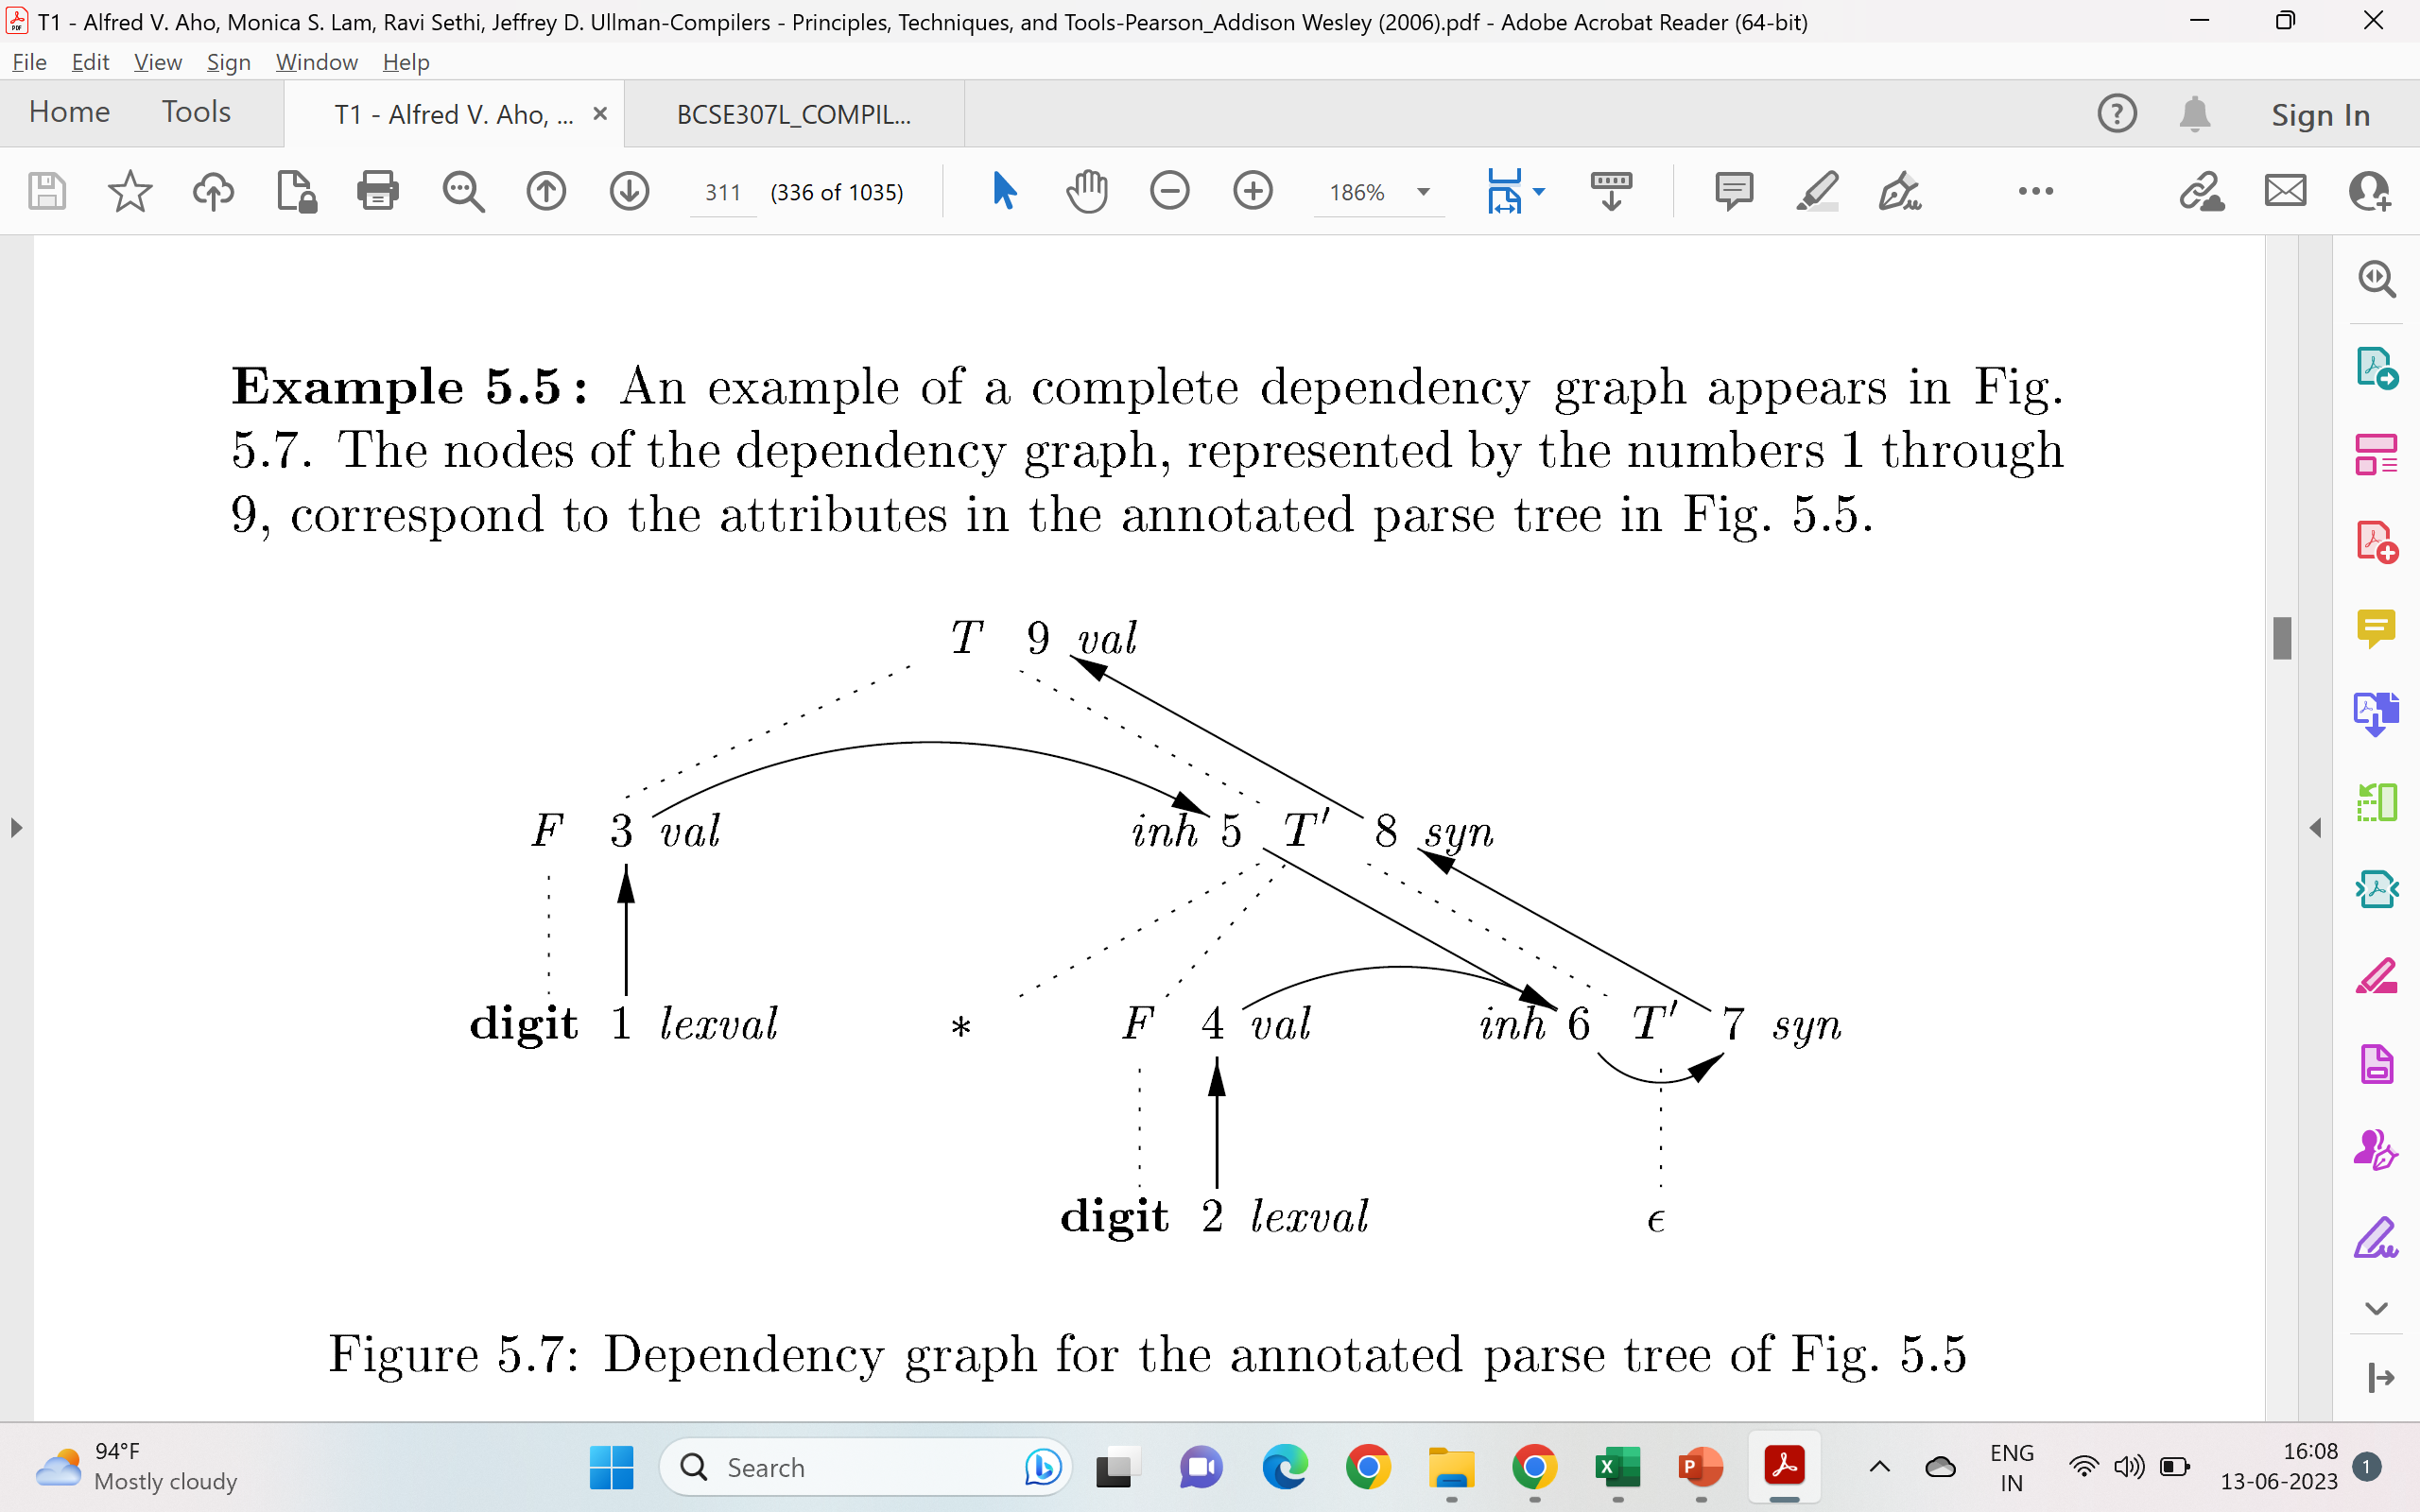 T1 - Alfred V. Aho, Monica S. Lam, Ravi Sethi, Jeffrey D. Ullman-Compilers - Principles, Techniques, and Tools-Pearson_Addison Wesley (2006).pdf - Adobe Acrobat Reader (64-bit)
File Edit View Sign Window Help
Home Tools T1 - Alfred V. Aho, ... × BCSE307L_COMPIL... ? Sign In
311 (336 of 1035) 186%
Example 5.5: An example of a complete dependency graph appears in Fig.
5.7. The nodes of the dependency graph, represented by the numbers 1 through
9, correspond to the attributes in the annotated parse tree in Fig. 5.5.
T 9 val
F 3 val inh 5 T′ 8 syn
digit 1 lexval * F 4 val inh 6 T′ 7 syn
digit 2 lexval ϵ
Figure 5.7: Dependency graph for the annotated parse tree of Fig. 5.5
94°F
Mostly cloudy
Search
X
P
ENG
IN
16:08
13-06-2023
1